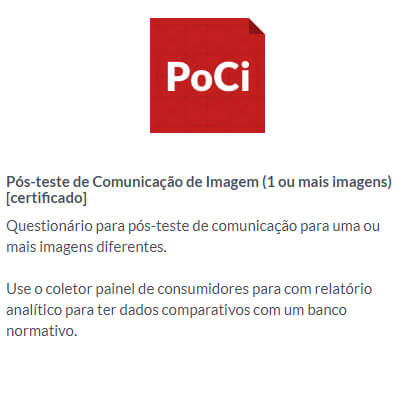 PoCi
Pós-teste de Comunicação de Imagem (1 ou mais imagens)
[certificado]
Questionário para pós-teste de comunicação para uma ou
mais imagens diferentes.
Use o coletor painel de consumidores para com relatório
analítico para ter dados comparativos com um banco
normativo.